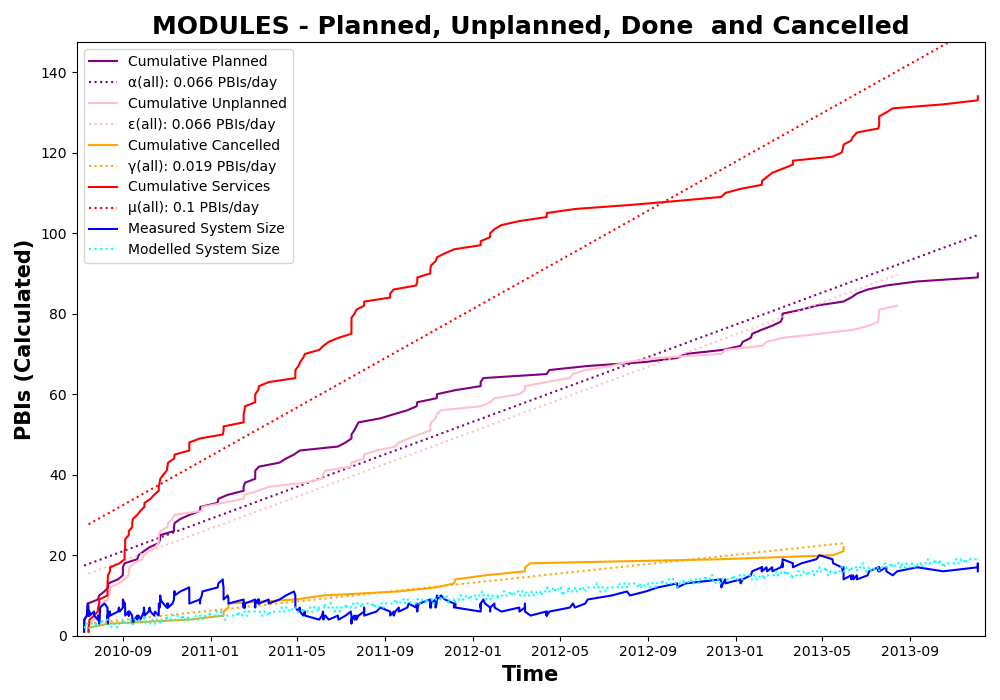 MODULES - Planned, Unplanned, Done  and Cancelled
PBIs (Calculated)
140
120
100
80
60
40
20
0
Cumulative Planned
α(all): 0.066 PBIs/day
Cumulative Unplanned
ε(all): 0.066 PBIs/day
Cumulative Cancelled
γ(all): 0.019 PBIs/day
Cumulative Services
μ(all): 0.1 PBIs/day
Measured System Size
Modelled System Size
2010-09 2011-01 2011-05 2011-09 2012-01 2012-05 2012-09 2013-01 2013-05 2013-09
Time